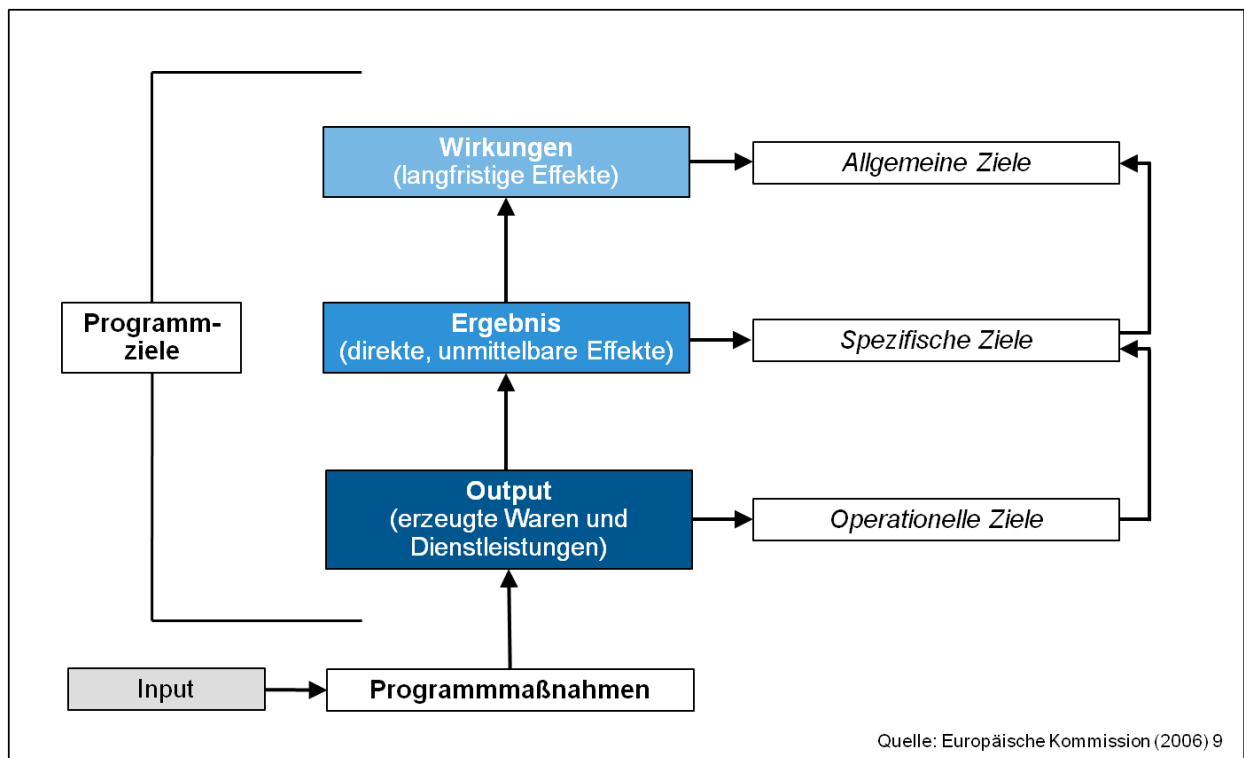 Wirkungen
(langfristige Effekte)
Allgemeine Ziele
Programm-
ziele
Ergebnis
(direkte, unmittelbare Effekte)
Spezifische Ziele
Output
(erzeugte Waren und
Dienstleistungen)
Operationelle Ziele
Input
Programmmaßnahmen
Quelle: Europäische Kommission (2006) 9